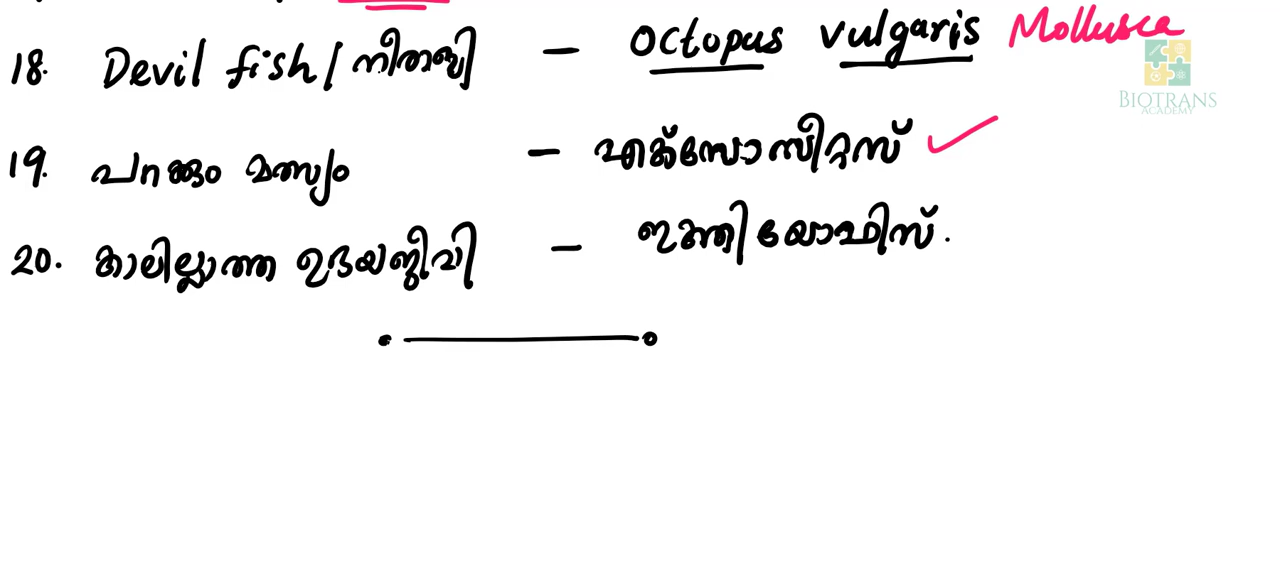 18. Devil fish / നീരാളി - Octopus vulgaris Mollusca
BIOTRANS
ACADEMY
19. പറക്കും മത്സ്യം - എക്സോസീറ്റസ്
20. കാലില്ലാത്ത ഉഭയജീവി - ഇക്തിയോഫിസ്.